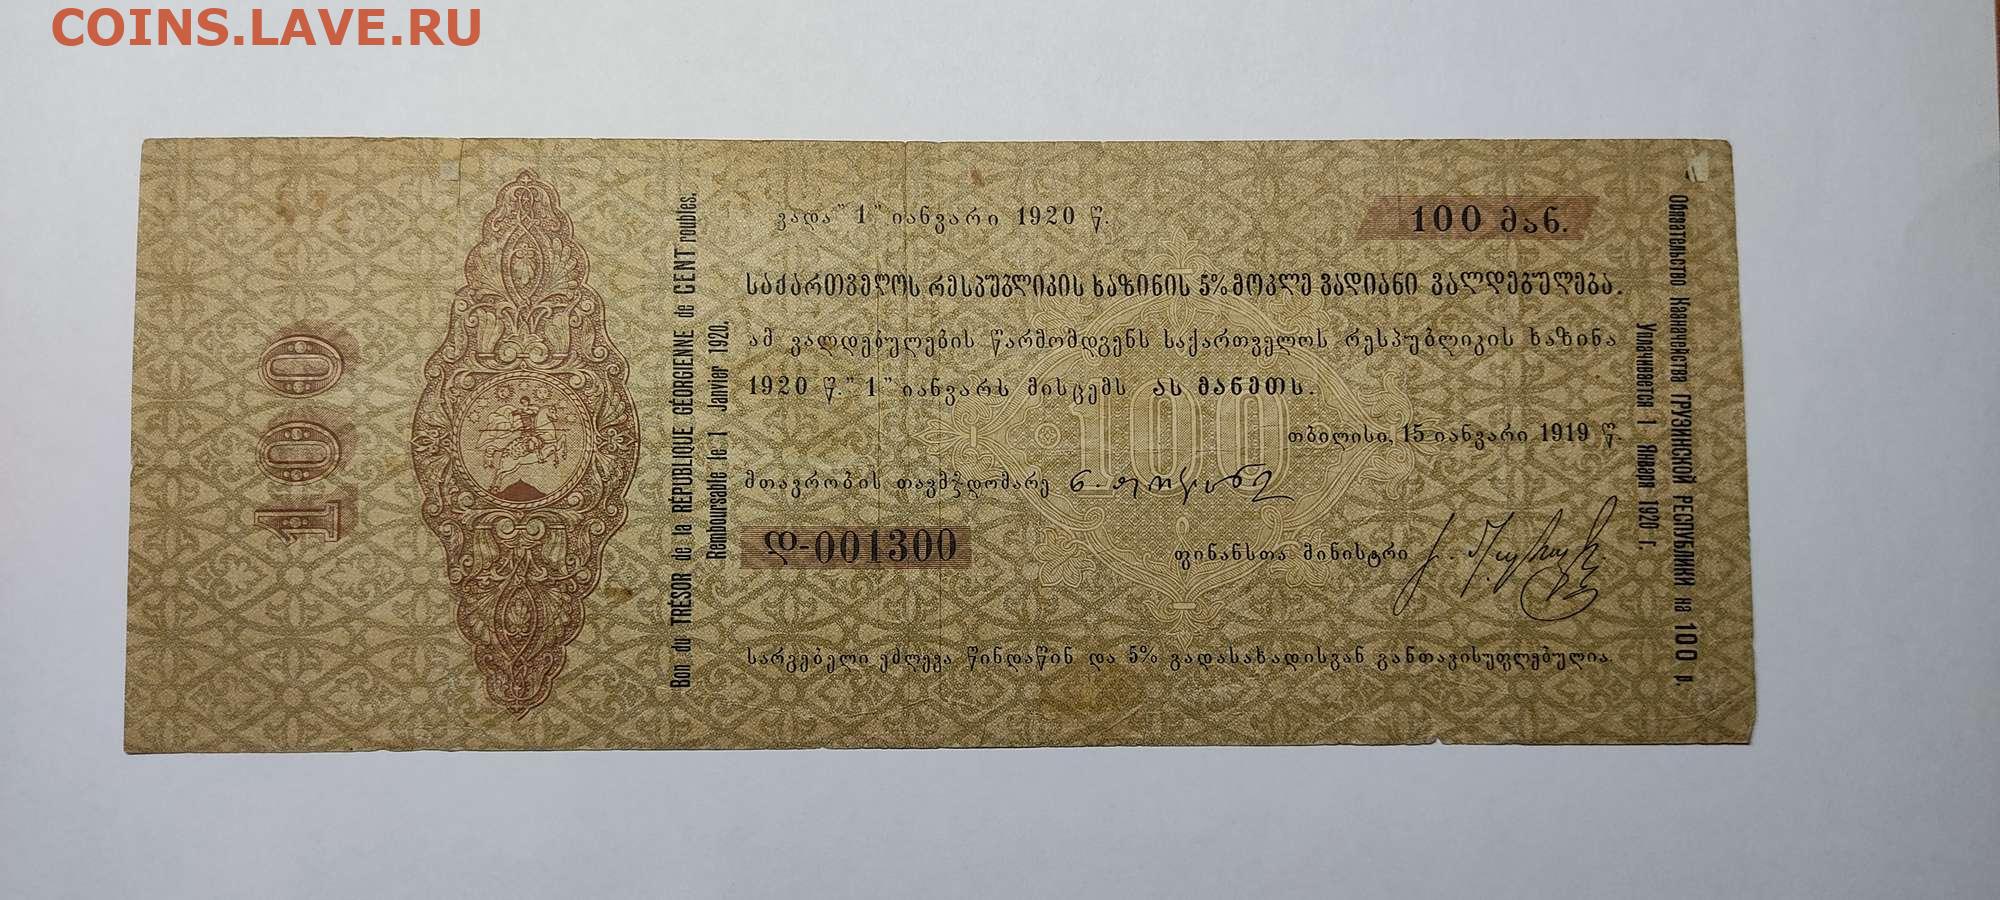 COINS.LAVE.RU
100
Bon du TRÉSOR de la RÉPUBLIQUE GÉORGIENNE de CENT roubles.
Remboursable le 1 Janvier 1920.
ვადა "1" იანვარი 1920 წ.
100 მან.
საქართველოს რესპუბლიკის ხაზინის 5% მოკლე ვადიანი ვალდებულება.
ამ ვალდებულების წარმომდგენს საქართველოს რესპუბლიკის ხაზინა
1920 წ. "1" იანვარს მისცემს ას მანეთს.
100
თბილისი, 15 იანვარი 1919 წ.
მთავრობის თავმჯდომარე ნ. ჟორდანია
დ-001300
ფინანსთა მინისტრი
სარგებელი ეძლევა წინდაწინ და 5% გადასახადისგან განთავისუფლებულია.
Обязательство Казначейства ГРУЗИНСКОЙ РЕСПУБЛИКИ на 100 р.
Уплачивается 1 Января 1920 г.